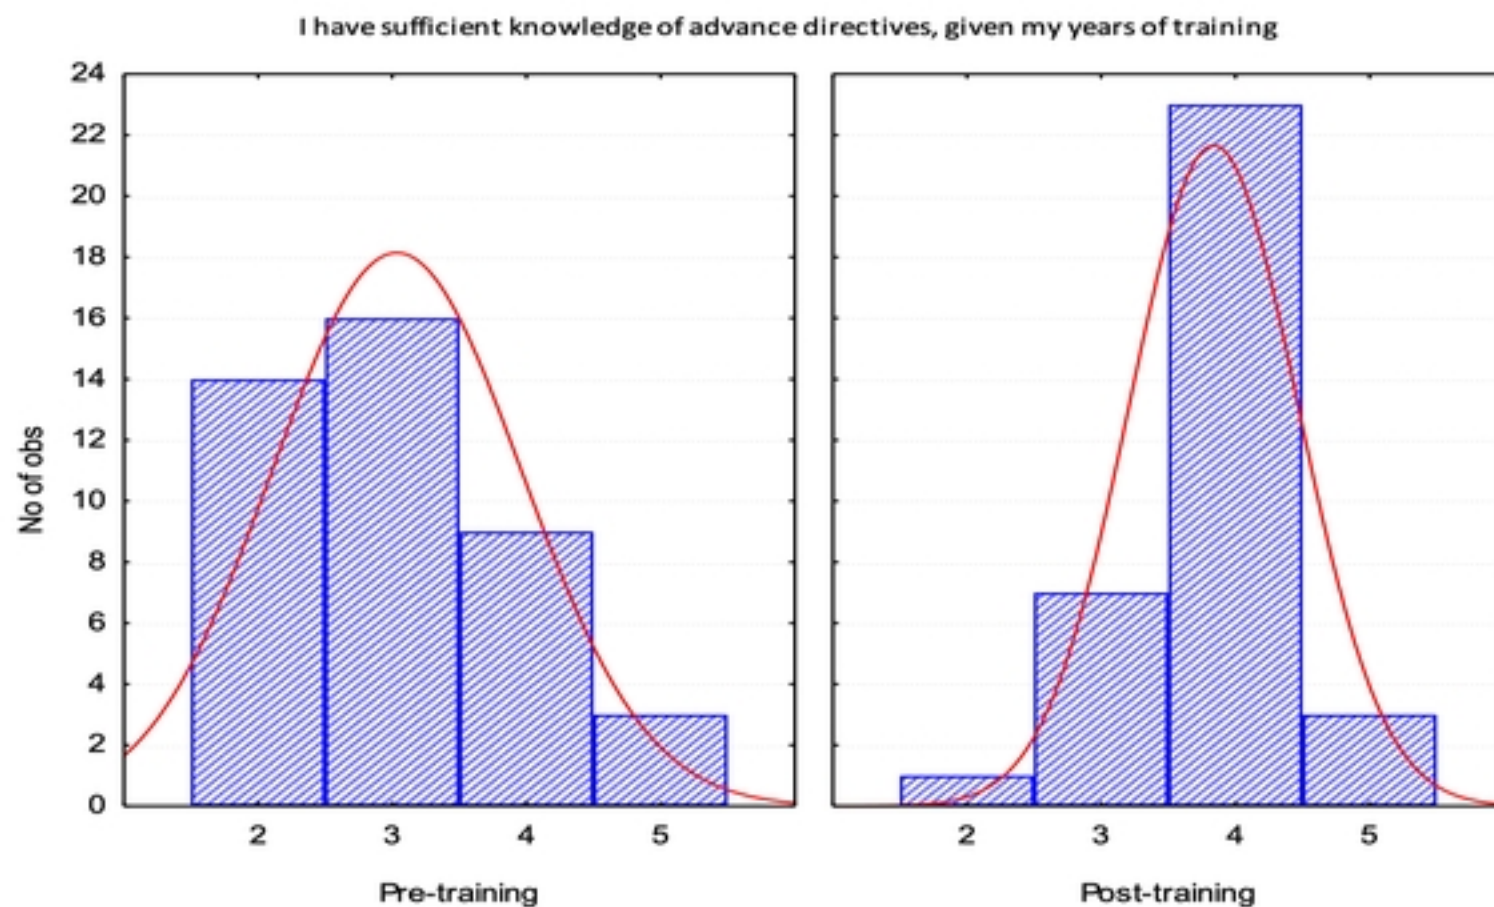 I have sufficient knowledge of advance directives, given my years of training
24
22
20
18
16
14
12
10
8
6
4
2
0
No of obs
2 3 4 5
2 3 4 5
Pre-training
Post-training